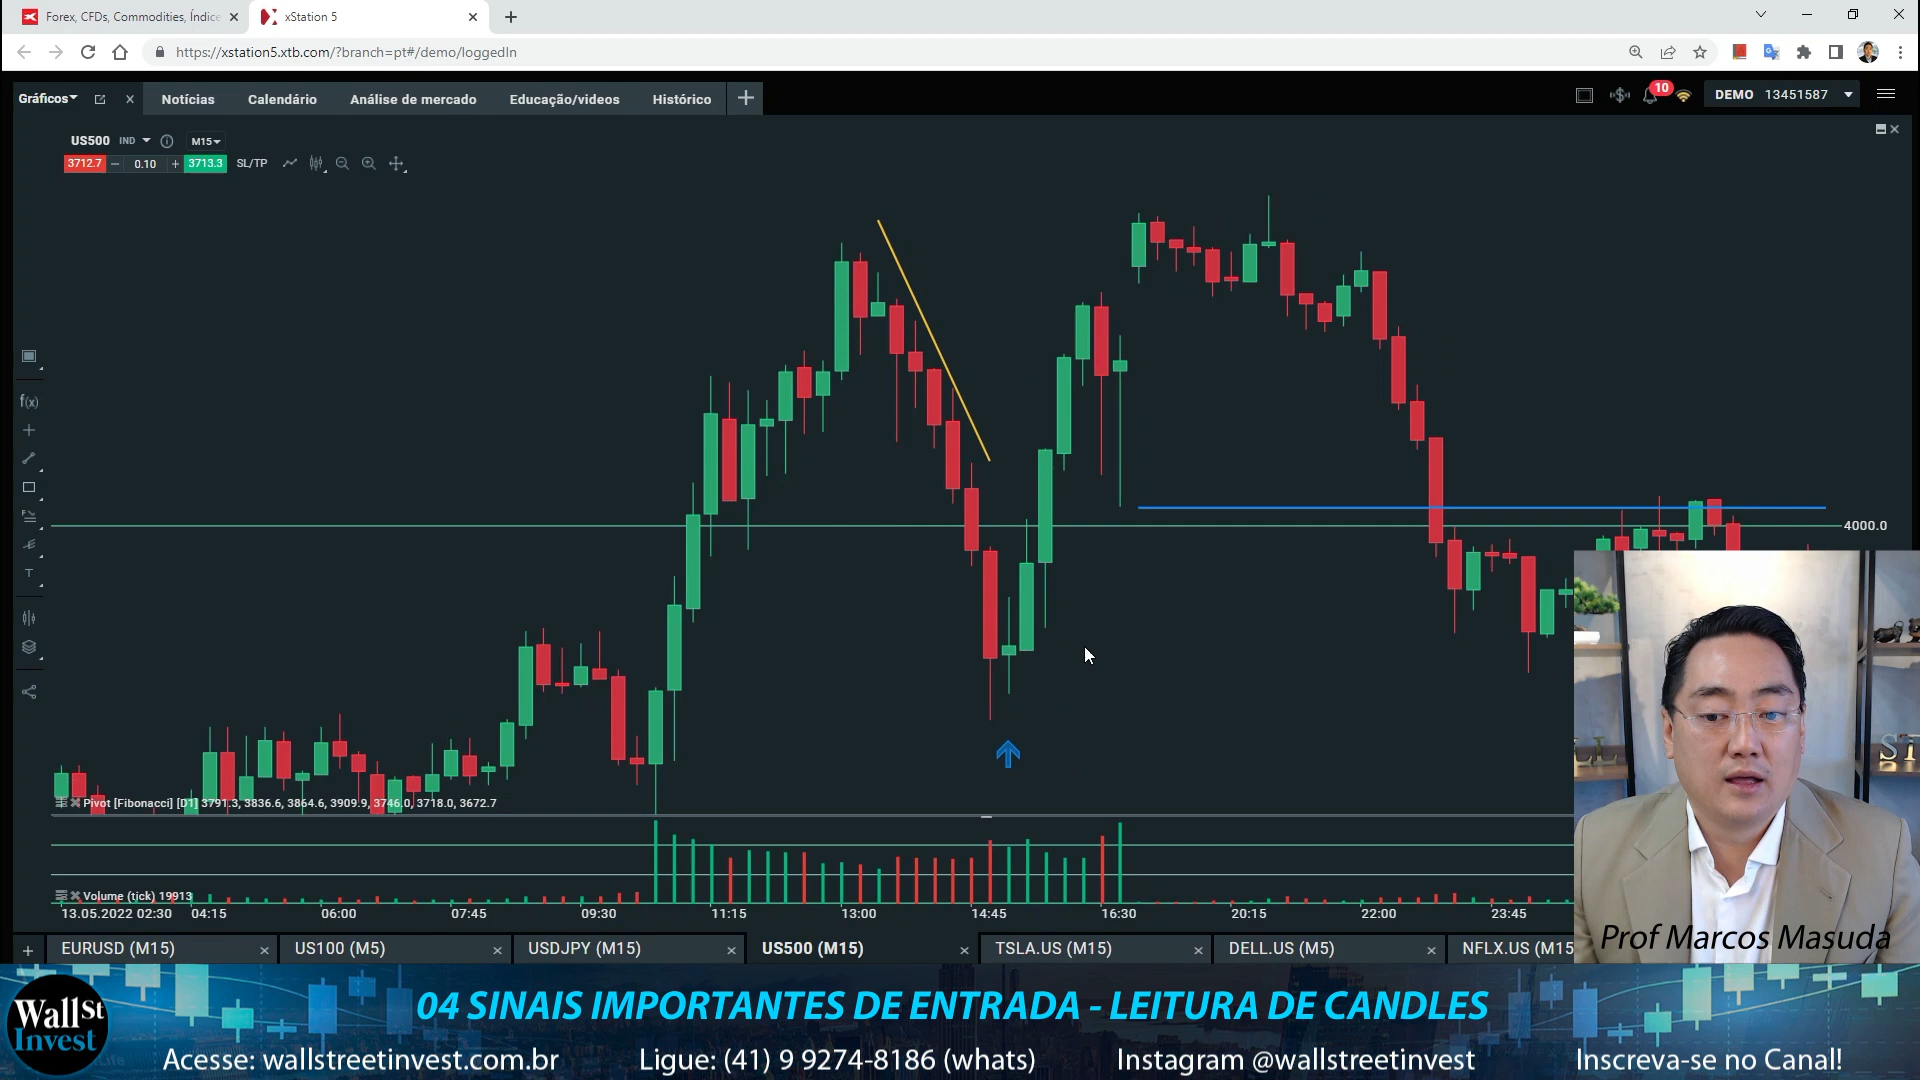 Forex, CFDs, Commodities, Índice
xStation 5
https://xstation5.xtb.com/?branch=pt#/demo/loggedIn
Gráficos
Notícias
Calendário
Análise de mercado
Educação/videos
Histórico
10
DEMO 13451587
US500 IND M15
3712.7 0.10 3713.3 SL/TP
f(x)
T
4000.0
Pivot [Fibonacci] [D1] 3791.3, 3836.6, 3864.6, 3909.9, 3746.0, 3718.0, 3672.7
Volume (tick) 19913
13.05.2022 02:30 04:15 06:00 07:45 09:30 11:15 13:00 14:45 16:30 20:15 22:00 23:45
EURUSD (M15) US100 (M5) USDJPY (M15) US500 (M15) TSLA.US (M15) DELL.US (M5) NFLX.US (M15
Prof Marcos Masuda
Wall St
Invest
04 SINAIS IMPORTANTES DE ENTRADA - LEITURA DE CANDLES
Acesse: wallstreetinvest.com.br Ligue: (41) 9 9274-8186 (whats) Instagram @wallstreetinvest Inscreva-se no Canal!